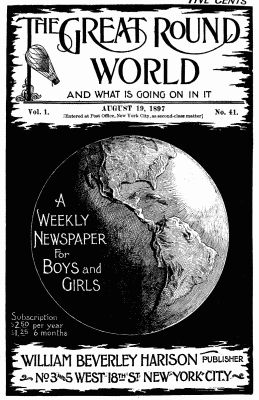 FIVE CENTS
THE GREAT ROUND
WORLD
AND WHAT IS GOING ON IN IT
Vol. 1.
AUGUST 19, 1897
No. 41.
[Entered at Post Office, New York City, as second-class matter]
A
WEEKLY
NEWSPAPER
For
BOYS and
GIRLS
Subscription
$2.50 per year
$1.25 6 months
WILLIAM BEVERLEY HARISON PUBLISHER
No 3 & 5 WEST 18TH ST NEW YORK CITY